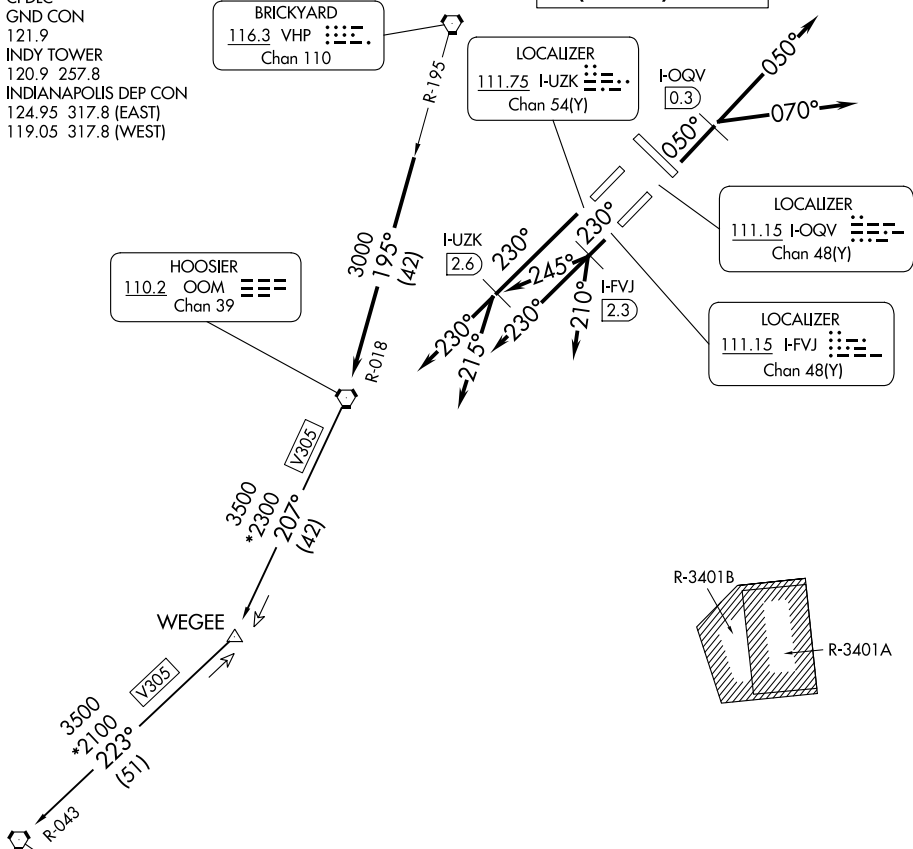 GND CON
121.9
INDY TOWER
120.9 257.8
INDIANAPOLIS DEP CON
124.95 317.8 (EAST)
119.05 317.8 (WEST)
BRICKYARD
116.3 VHP
Chan 110
R-195
LOCALIZER
111.75 I-UZK
Chan 54(Y)
I-OQV
0.3
050°
070°
050°
LOCALIZER
111.15 I-OQV
Chan 48(Y)
LOCALIZER
111.15 I-FVJ
Chan 48(Y)
I-UZK
2.6
230°
230°
245°
I-FVJ
2.3
230°
215°
230°
210°
3000
195°
(42)
HOOSIER
110.2 OOM
Chan 39
R-018
V305
3500
*2300
207°
(42)
WEGEE
V305
3500
*2100
223°
(51)
R-043
R-3401B
R-3401A